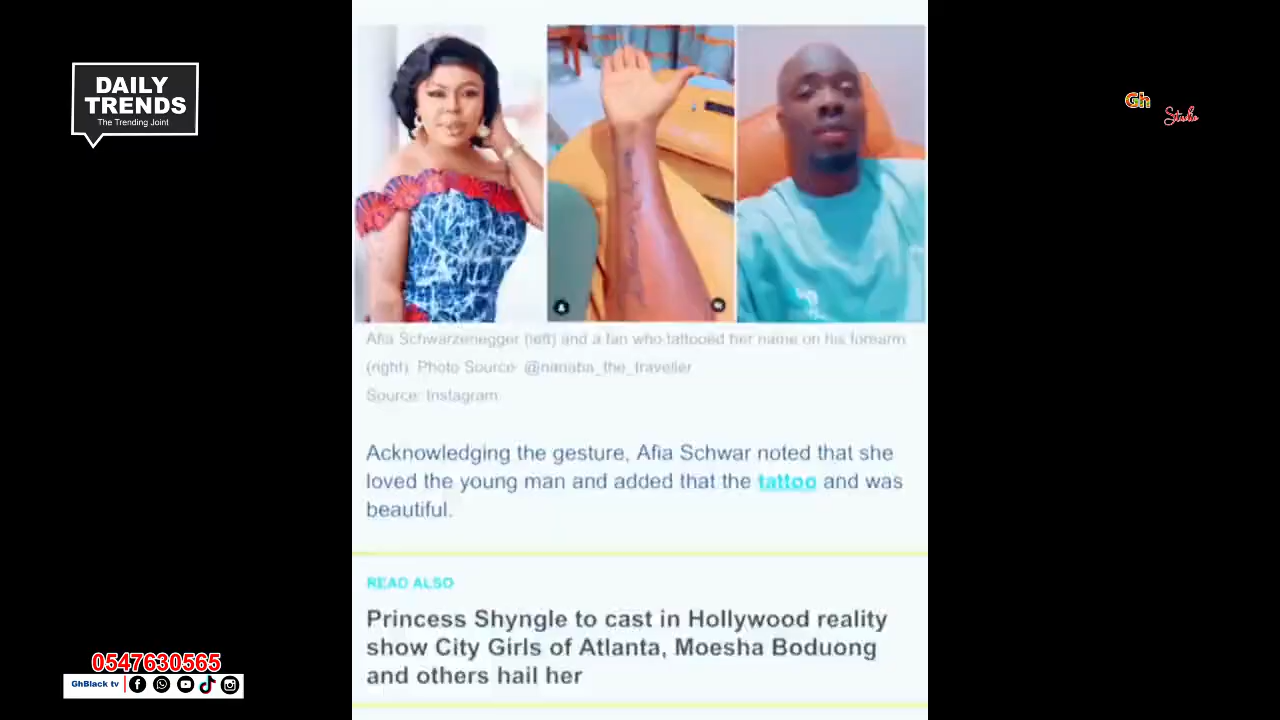 DAILY
TRENDS
The Trending Joint
Gh
Studio
Afia Schwarzenegger (left) and a fan who tattooed her name on his forearm
(right). Photo Source: @nanaba_the_traveller
Source: Instagram
Acknowledging the gesture, Afia Schwar noted that she
loved the young man and added that the tattoo and was
beautiful.
READ ALSO
Princess Shyngle to cast in Hollywood reality
show City Girls of Atlanta, Moesha Boduong
and others hail her
0547630565
GhBlack tv